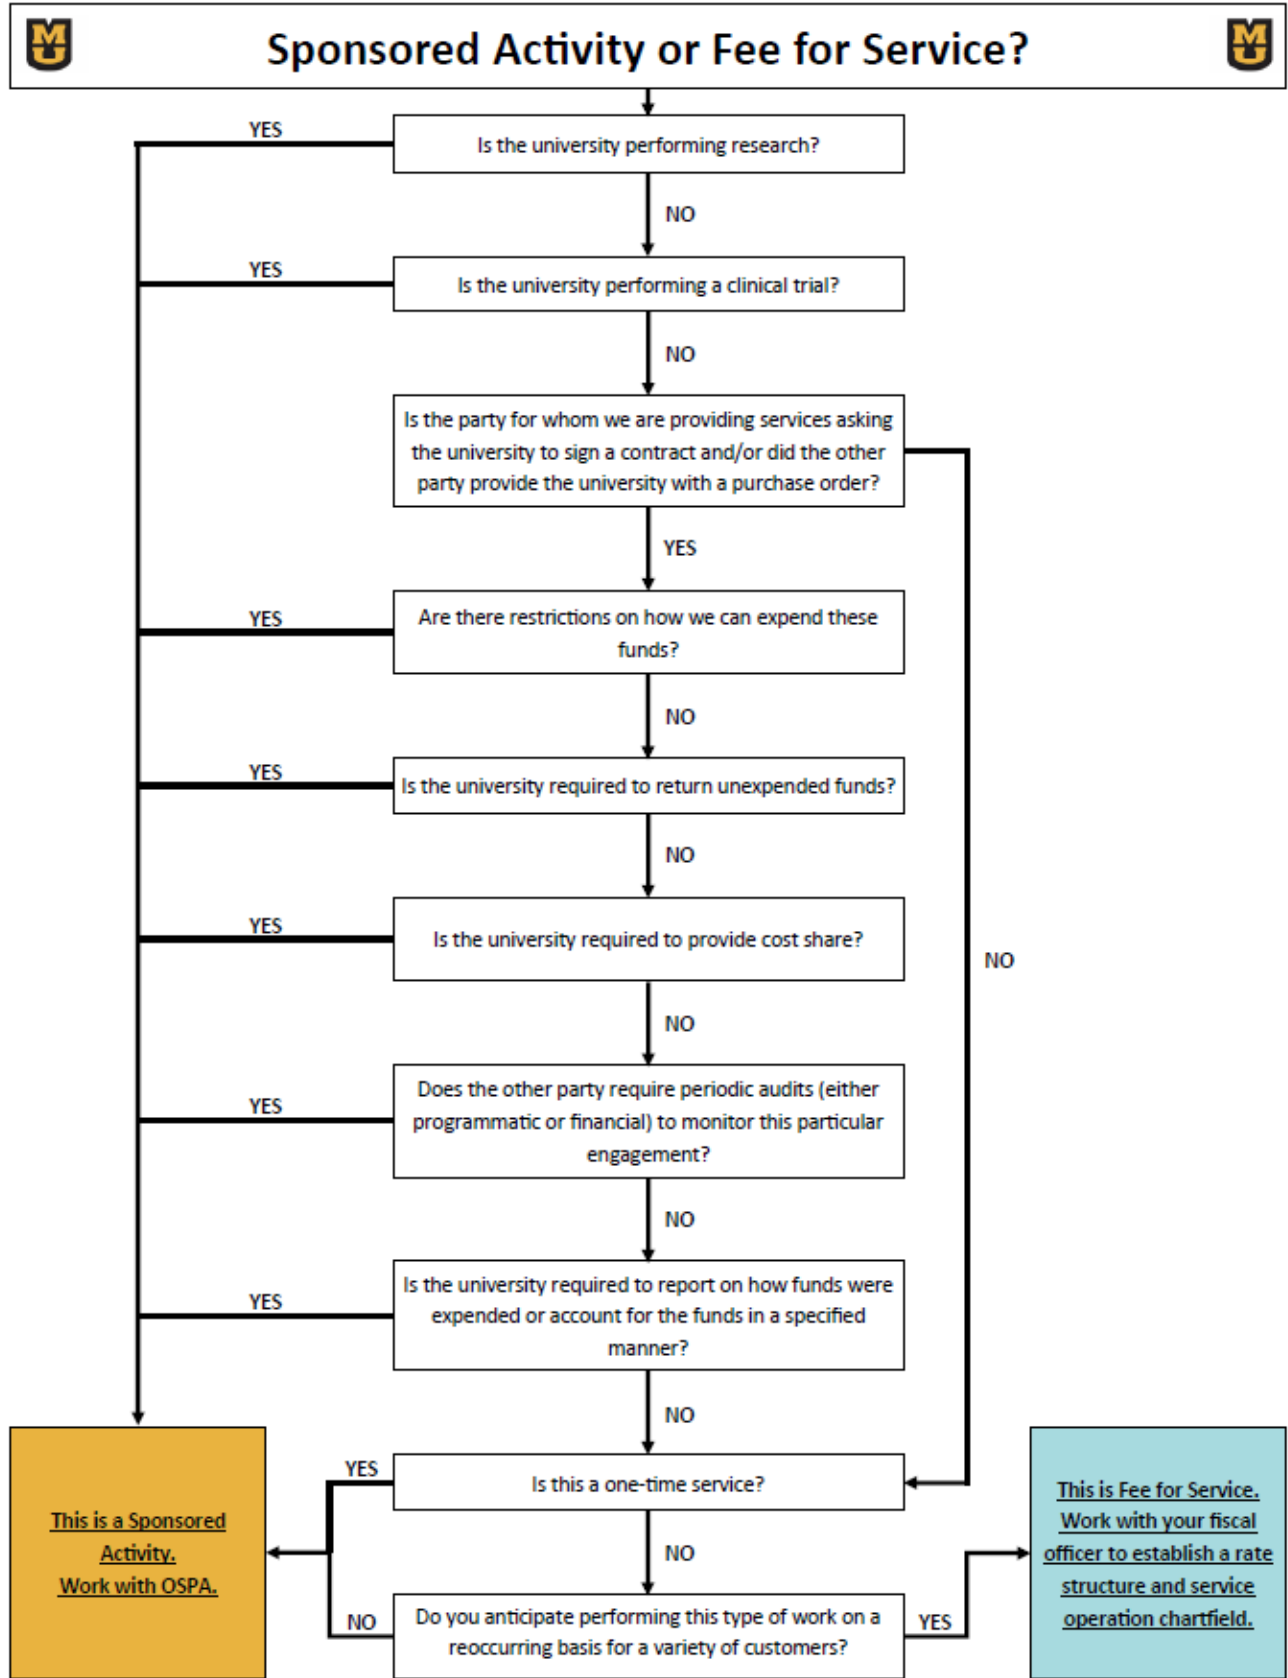 MU
Sponsored Activity or Fee for Service?
MU
YES
Is the university performing research?
NO
YES
Is the university performing a clinical trial?
NO
Is the party for whom we are providing services asking
the university to sign a contract and/or did the other
party provide the university with a purchase order?
YES
YES
Are there restrictions on how we can expend these
funds?
NO
YES
Is the university required to return unexpended funds?
NO
YES
Is the university required to provide cost share?
NO
NO
YES
Does the other party require periodic audits (either
programmatic or financial) to monitor this particular
engagement?
NO
YES
Is the university required to report on how funds were
expended or account for the funds in a specified
manner?
NO
YES
Is this a one-time service?
NO
This is a Sponsored
Activity.
Work with OSPA.
This is Fee for Service.
Work with your fiscal
officer to establish a rate
structure and service
operation chartfield.
NO
Do you anticipate performing this type of work on a
reoccurring basis for a variety of customers?
YES